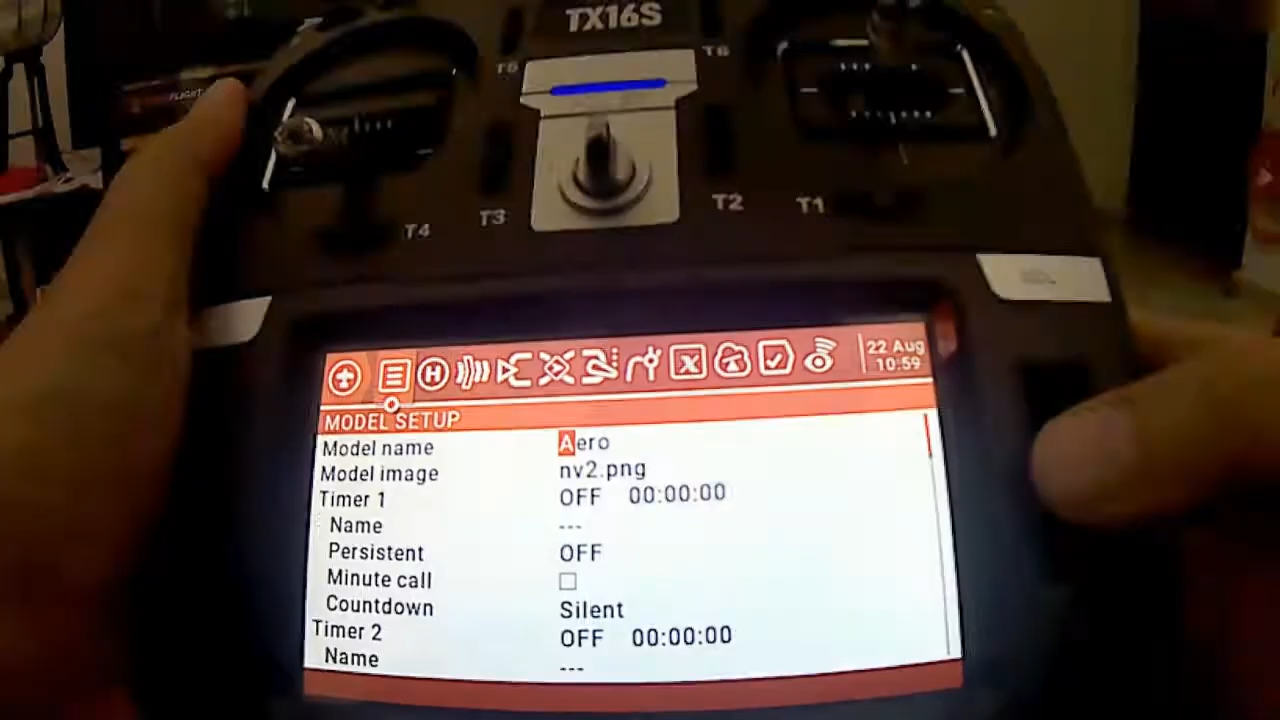 TX16S
T5
T6
T4
T3
T2
T1
22 Aug
10:59
MODEL SETUP
Model name Aero
Model image nv2.png
Timer 1 OFF 00:00:00
Name ---
Persistent OFF
Minute call
Countdown Silent
Timer 2 OFF 00:00:00
Name ---